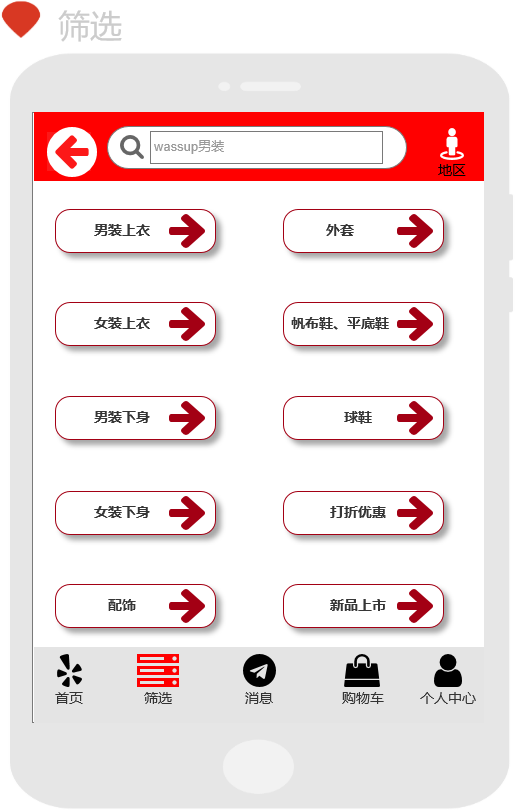 筛选
wassup男装
地区
男装上衣
外套
女装上衣
帆布鞋、平底鞋
男装下身
球鞋
女装下身
打折优惠
配饰
新品上市
首页
筛选
消息
购物车
个人中心